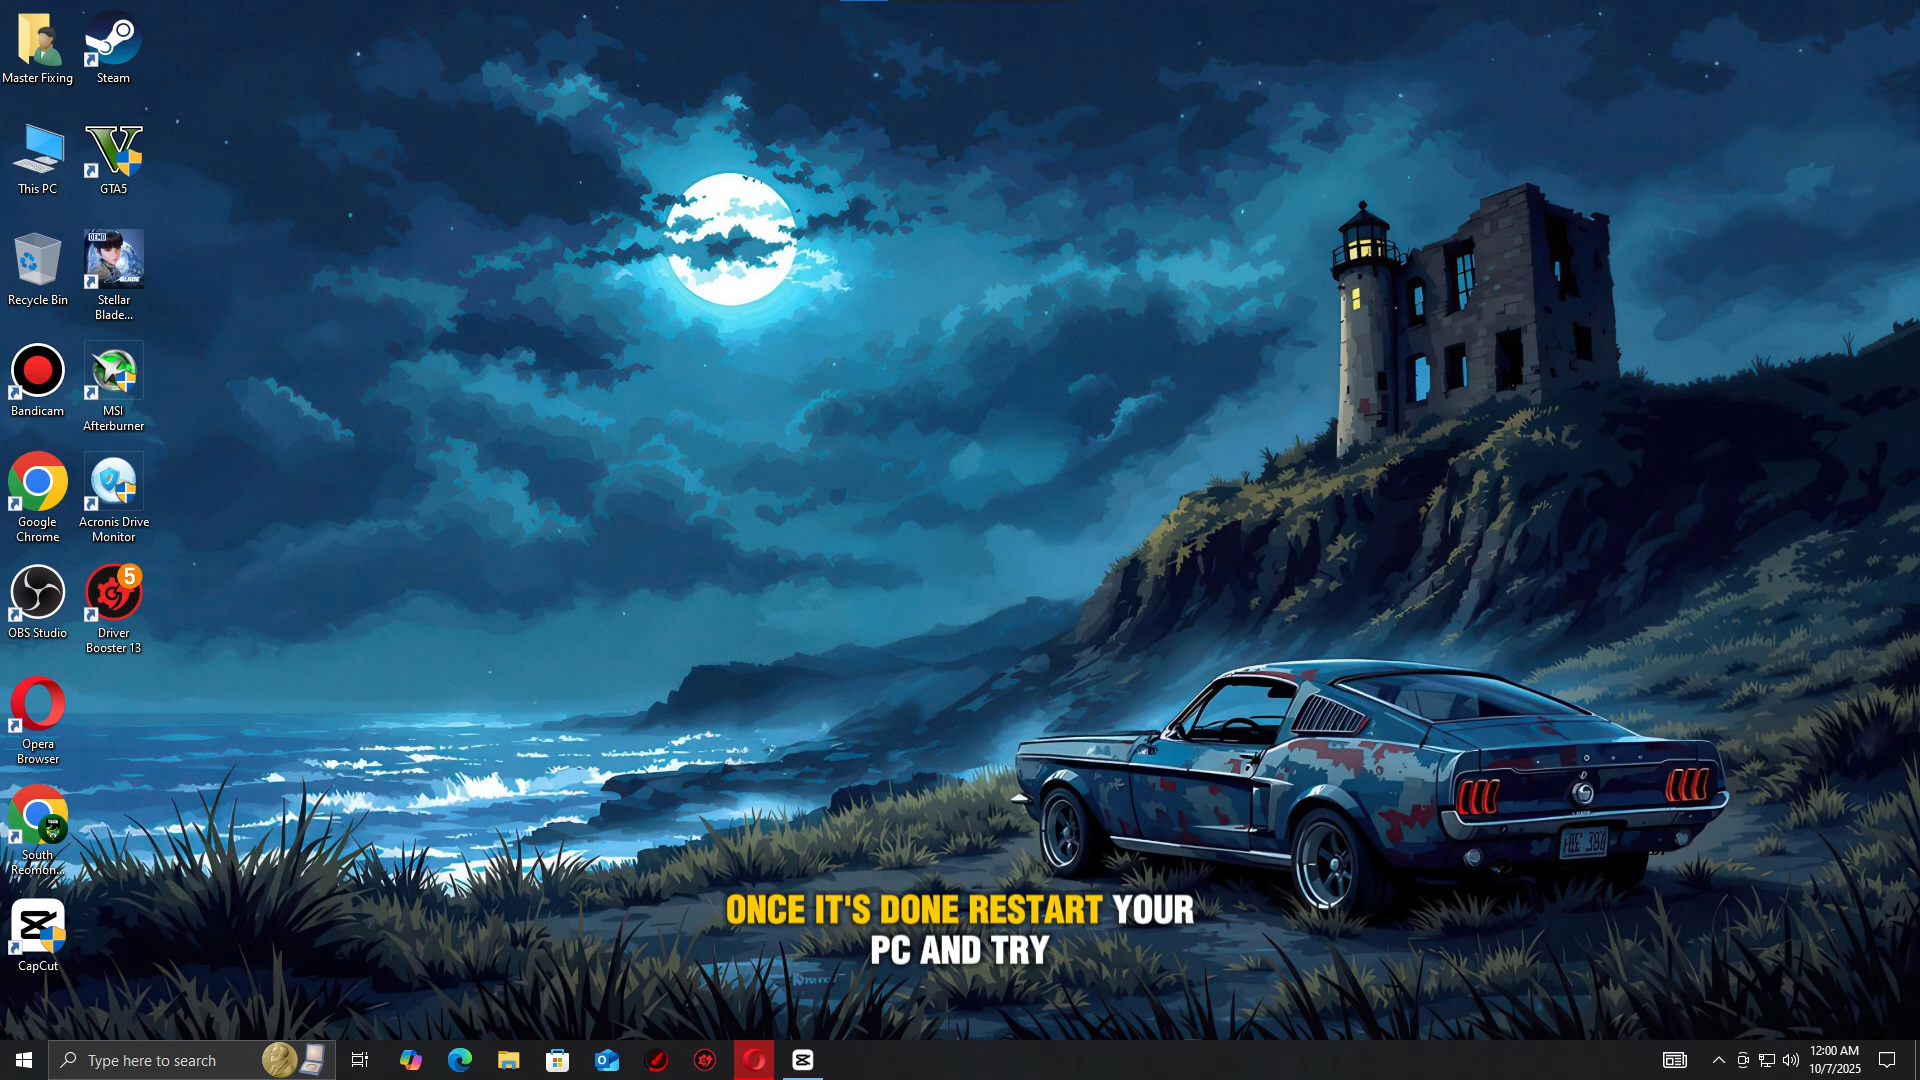 Master Fixing
Steam
This PC
GTA5
Recycle Bin
DEMO
BLADE
Stellar
Blade...
Bandicam
MSI
Afterburner
Google
Chrome
Acronis Drive
Monitor
OBS Studio
5
Driver
Booster 13
Opera
Browser
South
Reomon...
CapCut
ONCE IT'S DONE RESTART YOUR
PC AND TRY
Type here to search
12:00 AM
10/7/2025